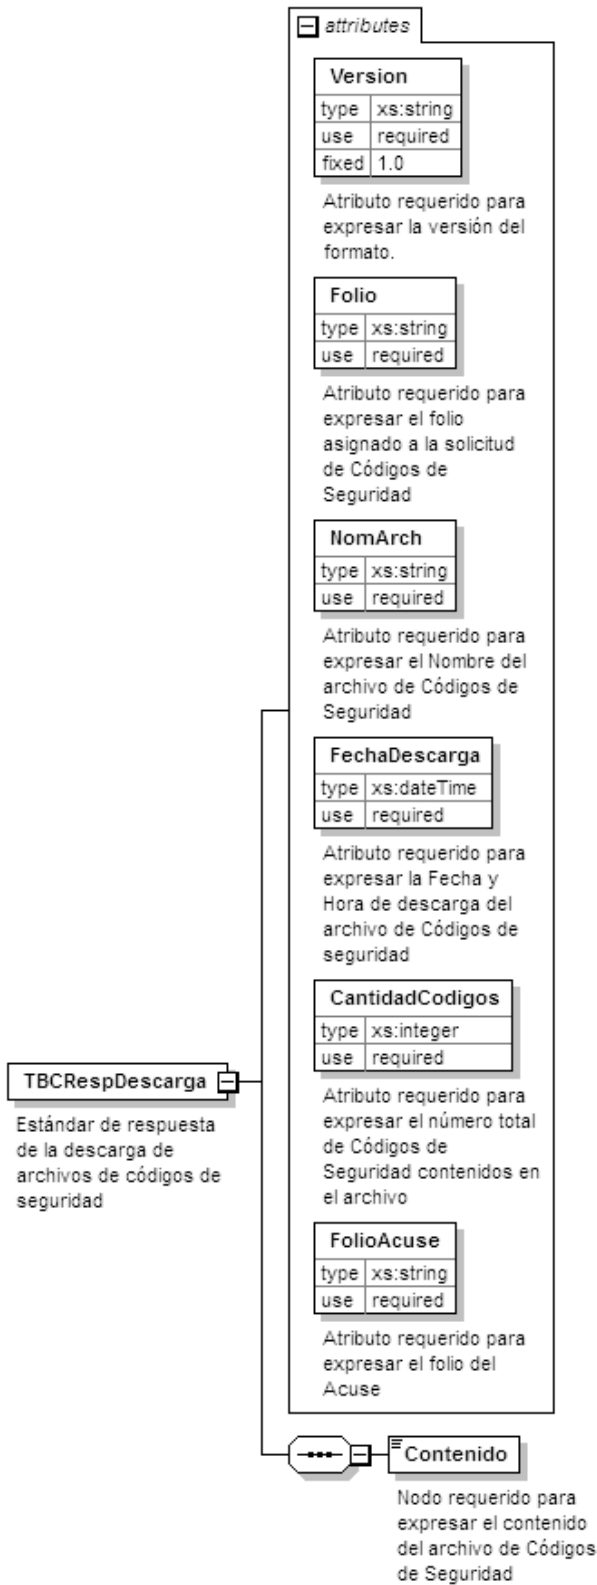 attributes
Version
type xs:string
use required
fixed 1.0
Atributo requerido para
expresar la versión del
formato.
Folio
type xs:string
use required
Atributo requerido para
expresar el folio
asignado a la solicitud
de Códigos de
Seguridad
NomArch
type xs:string
use required
Atributo requerido para
expresar el Nombre del
archivo de Códigos de
Seguridad
FechaDescarga
type xs:dateTime
use required
Atributo requerido para
expresar la Fecha y
Hora de descarga del
archivo de Códigos de
seguridad
CantidadCodigos
type xs:integer
use required
Atributo requerido para
expresar el número total
de Códigos de
Seguridad contenidos en
el archivo
FolioAcuse
type xs:string
use required
Atributo requerido para
expresar el folio del
Acuse
TBCRespDescarga
Estándar de respuesta
de la descarga de
archivos de códigos de
seguridad
Contenido
Nodo requerido para
expresar el contenido
del archivo de Códigos
de Seguridad